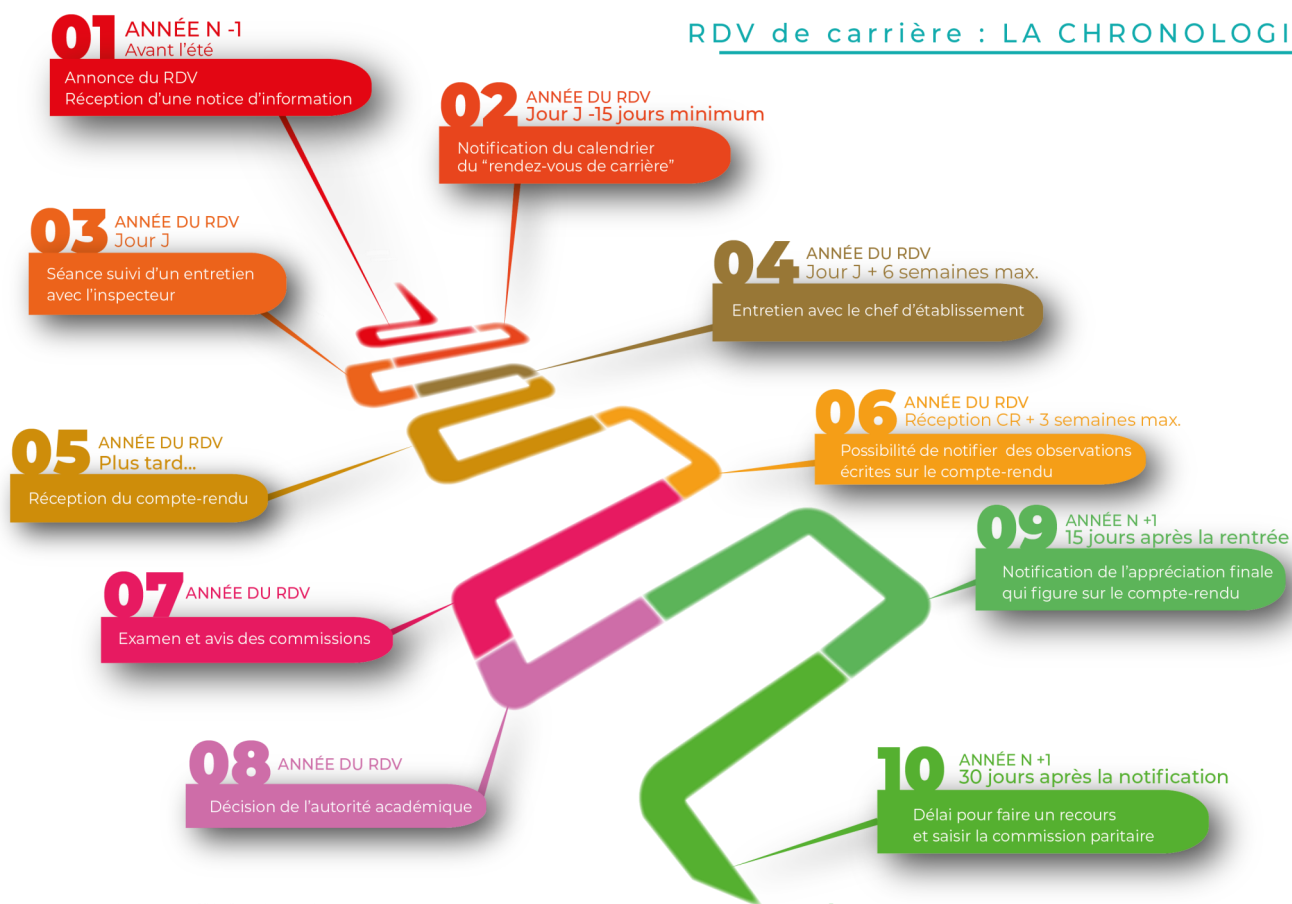 RDV de carrière : LA CHRONOLOGI
01 ANNÉE N -1
Avant l'été
Annonce du RDV
Réception d'une notice d'information
02 ANNÉE DU RDV
Jour J -15 jours minimum
Notification du calendrier
du "rendez-vous de carrière"
03 ANNÉE DU RDV
Jour J
Séance suivi d'un entretien
avec l'inspecteur
04 ANNÉE DU RDV
Jour J + 6 semaines max.
Entretien avec le chef d'établissement
05 ANNÉE DU RDV
Plus tard...
Réception du compte-rendu
06 ANNÉE DU RDV
Réception CR + 3 semaines max.
Possibilité de notifier des observations
écrites sur le compte-rendu
07 ANNÉE DU RDV
Examen et avis des commissions
08 ANNÉE DU RDV
Décision de l'autorité académique
09 ANNÉE N +1
15 jours après la rentrée
Notification de l'appréciation finale
qui figure sur le compte-rendu
10 ANNÉE N +1
30 jours après la notification
Délai pour faire un recours
et saisir la commission paritaire